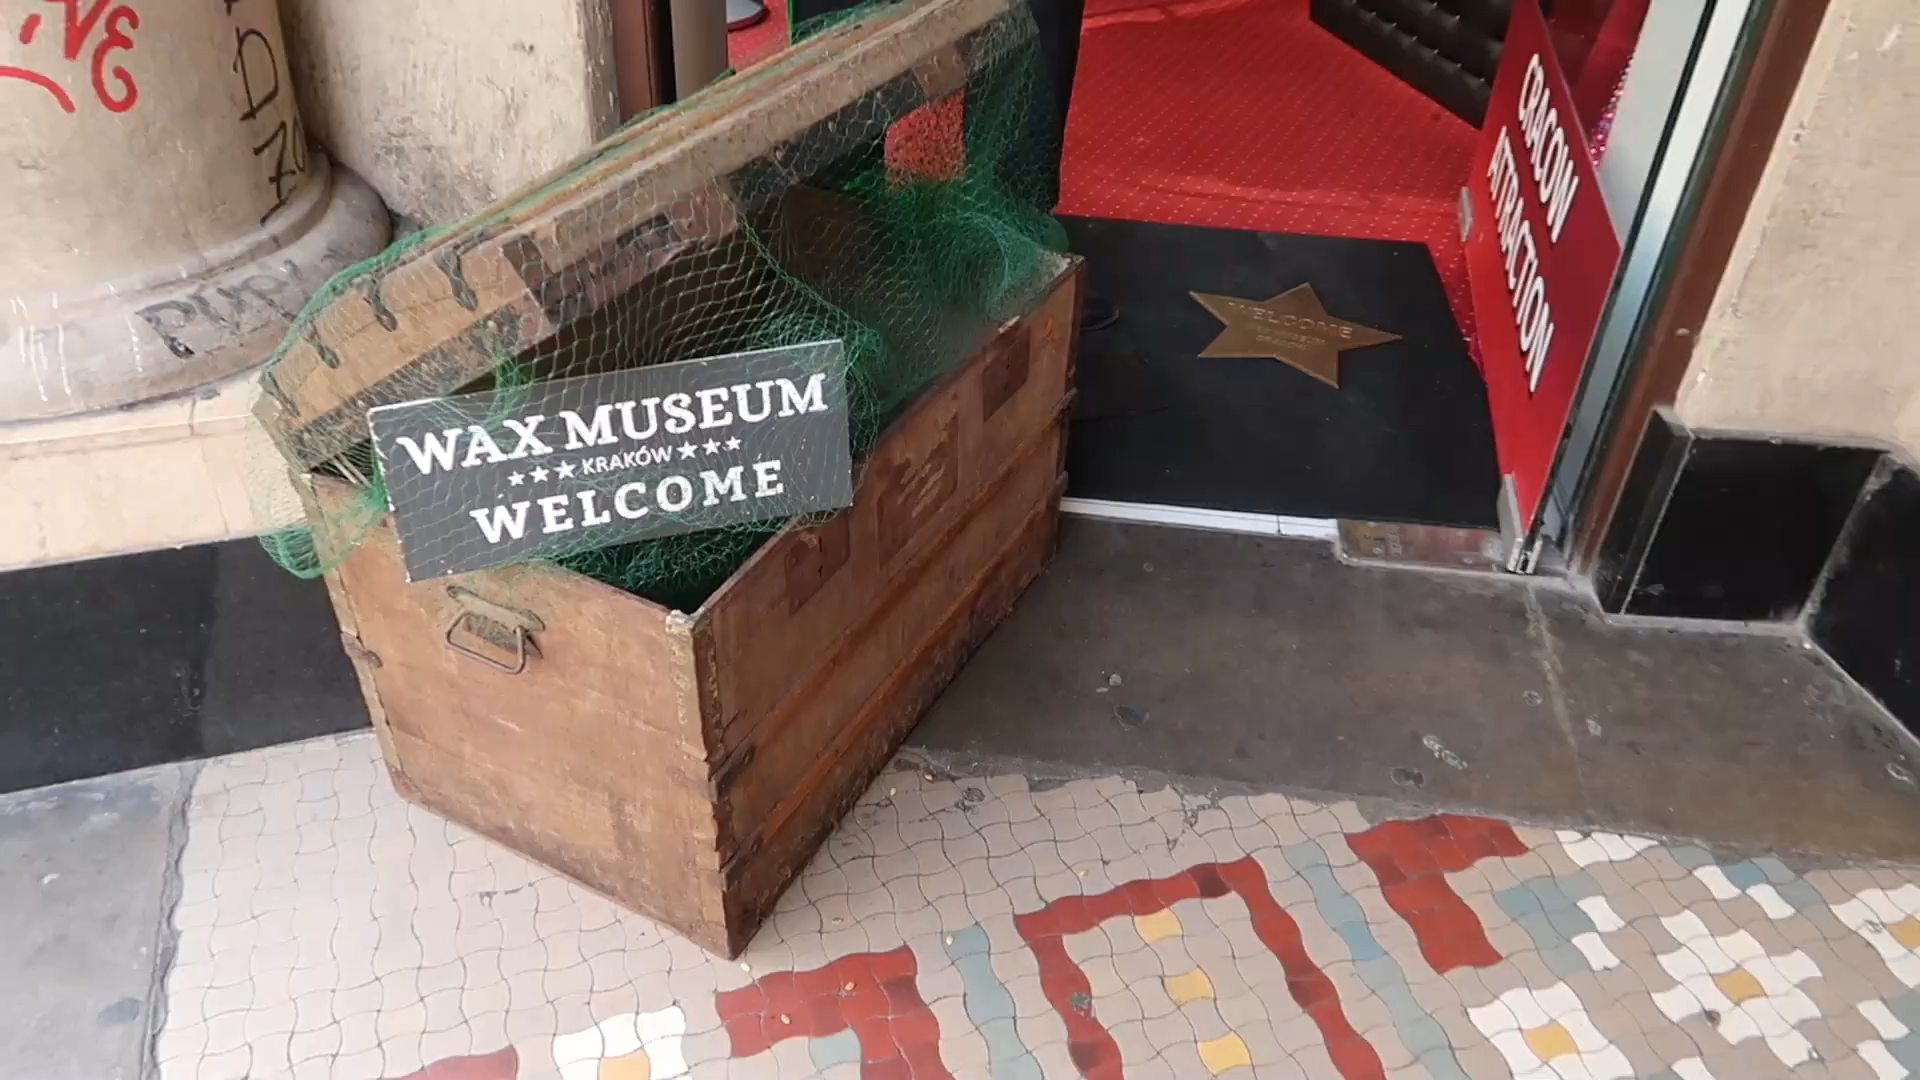 WAX MUSEUM
★★★ KRAKÓW ★★★
WELCOME
WELCOME
CRACOW
ATTRACTION